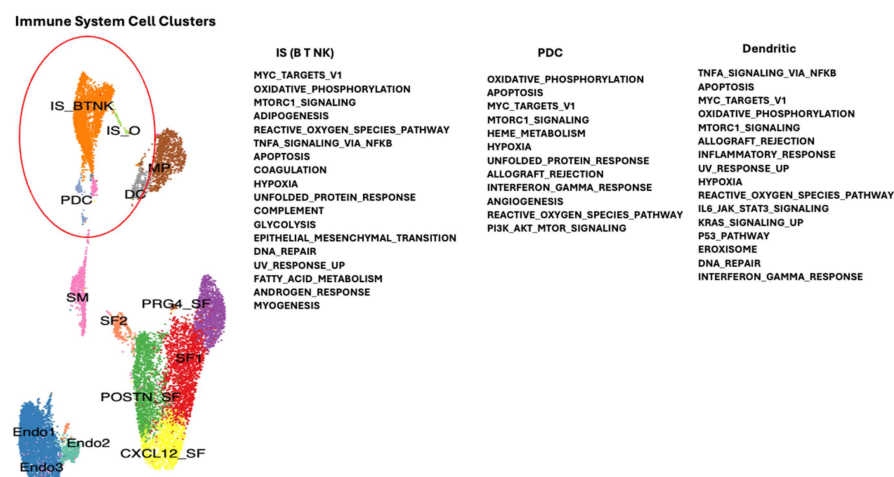 Immune System Cell Clusters
IS_BTNK
IS_O
MP
DC
PDC
SM
PRG4_SF
SF2
SF1
POSTN_SF
Endo1
Endo2
CXCL12_SF
Endo3
IS (B T NK)
MYC_TARGETS_V1
OXIDATIVE_PHOSPHORYLATION
MTORC1_SIGNALING
ADIPOGENESIS
REACTIVE_OXYGEN_SPECIES_PATHWAY
TNFA_SIGNALING_VIA_NFKB
APOPTOSIS
COAGULATION
HYPOXIA
UNFOLDED_PROTEIN_RESPONSE
COMPLEMENT
GLYCOLYSIS
EPITHELIAL_MESENCHYMAL_TRANSITION
DNA_REPAIR
UV_RESPONSE_UP
FATTY_ACID_METABOLISM
ANDROGEN_RESPONSE
MYOGENESIS
PDC
OXIDATIVE_PHOSPHORYLATION
APOPTOSIS
MYC_TARGETS_V1
MTORC1_SIGNALING
HEME_METABOLISM
HYPOXIA
UNFOLDED_PROTEIN_RESPONSE
ALLOGRAFT_REJECTION
INTERFERON_GAMMA_RESPONSE
ANGIOGENESIS
REACTIVE_OXYGEN_SPECIES_PATHWAY
PI3K_AKT_MTOR_SIGNALING
Dendritic
TNFA_SIGNALING_VIA_NFKB
APOPTOSIS
MYC_TARGETS_V1
OXIDATIVE_PHOSPHORYLATION
MTORC1_SIGNALING
ALLOGRAFT_REJECTION
INFLAMMATORY_RESPONSE
UV_RESPONSE_UP
HYPOXIA
REACTIVE_OXYGEN_SPECIES_PATHWAY
IL6_JAK_STAT3_SIGNALING
KRAS_SIGNALING_UP
P53_PATHWAY
EROXISOME
DNA_REPAIR
INTERFERON_GAMMA_RESPONSE